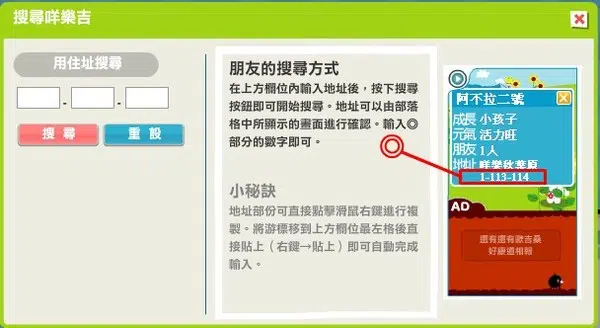 搜尋咩樂吉
用住址搜尋
- -
搜尋 重設
朋友的搜尋方式
在上方欄位內輸入地址後，按下搜尋
按鈕即可開始搜尋。地址可以由部落
格中所顯示的畫面進行確認。輸入◎
部分的數字即可。
小秘訣
地址部份可直接點擊滑鼠右鍵進行複
製。將游標移到上方欄位最左格後直
接貼上（右鍵→貼上）即可自動完成
輸入。
阿不拉二號
成長 小孩子
元氣 活力旺
朋友 1人
地址 咩樂秋葉原
1-113-114
AD
還有還有歐吉桑
好康道相報